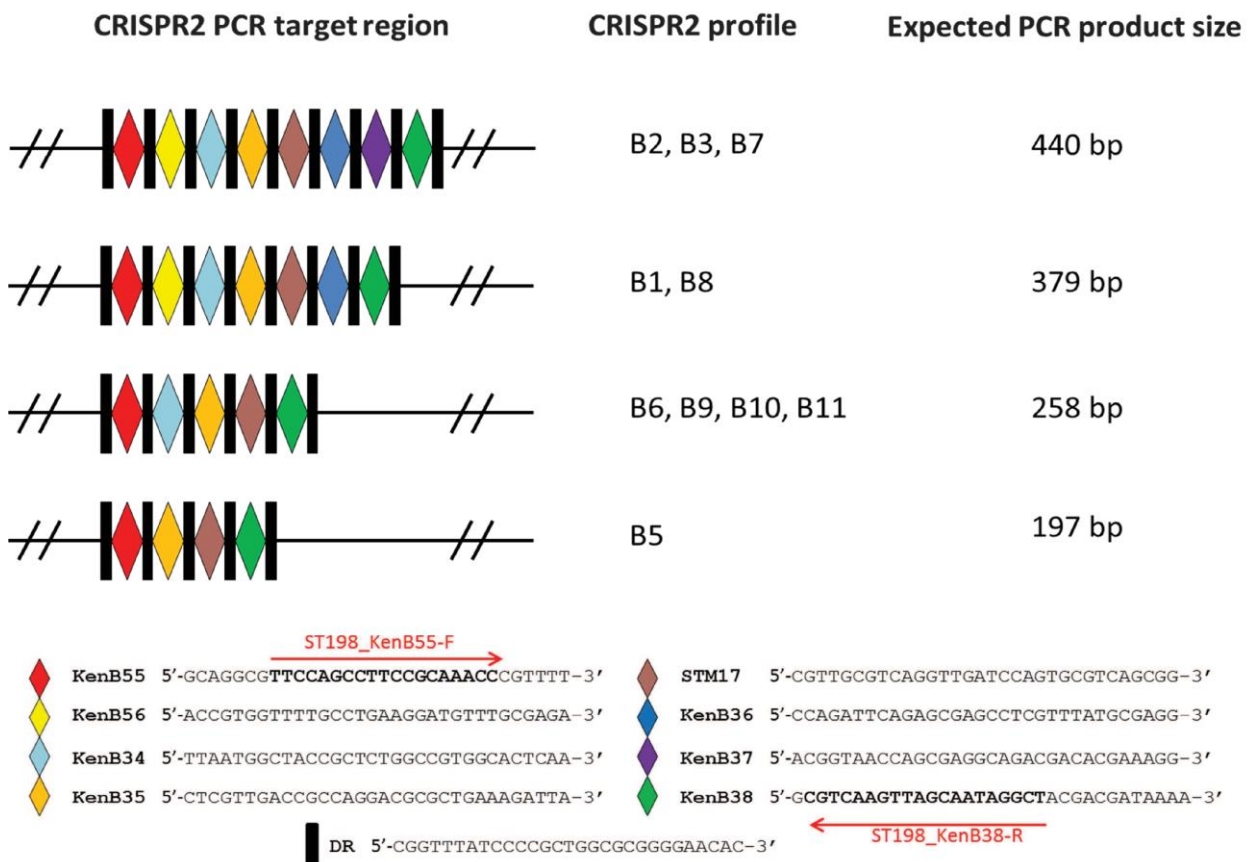 CRISPR2 PCR target region CRISPR2 profile Expected PCR product size
B2, B3, B7 440 bp
B1, B8 379 bp
B6, B9, B10, B11 258 bp
B5 197 bp
ST198_KenB55-F
KenB55 5′-GCAGGCGTTCCAGCCTTCCGCAAACCCGTTTT-3′ STM17 5′-CGTTGCGTCAGGTTGATCCAGTGCGTCAGCGG-3′
KenB56 5′-ACCGTGGTTTTGCCTGAAGGATGTTTGCGAGA-3′ KenB36 5′-CCAGATTCAGAGCGAGCCTCGTTTATGCGAGG-3′
KenB34 5′-TTAATGGCTACCGCTCTGGCCGTGGCACTCAA-3′ KenB37 5′-ACGGTAACCAGCGAGGCAGACGACACGAAAGG-3′
KenB35 5′-CTCGTTGACCGCCAGGACGCGCTGAAAGATTA-3′ KenB38 5′-GCGTCAAGTTAGCAATAGGCTACGACGATAAAA-3′
ST198_KenB38-R
DR 5′-CGGTTTATCCCCGCTGGCGCGGGGAACAC-3′